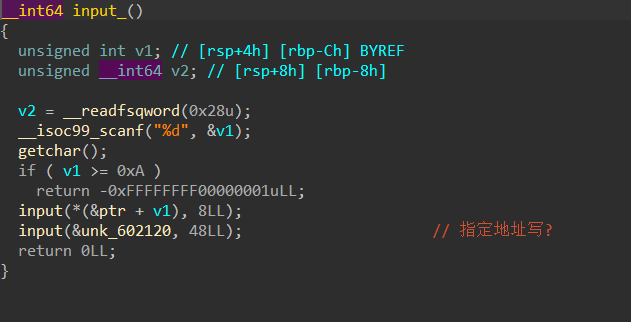 __int64 input_()
{
  unsigned int v1; // [rsp+4h] [rbp-Ch] BYREF
  unsigned __int64 v2; // [rsp+8h] [rbp-8h]

  v2 = __readfsqword(0x28u);
  __isoc99_scanf("%d", &v1);
  getchar();
  if ( v1 >= 0xA )
    return -0xFFFFFFFF00000001uLL;
  input(*(&ptr + v1), 8LL);
  input(&unk_602120, 48LL);                     // 指定地址写?
  return 0LL;
}